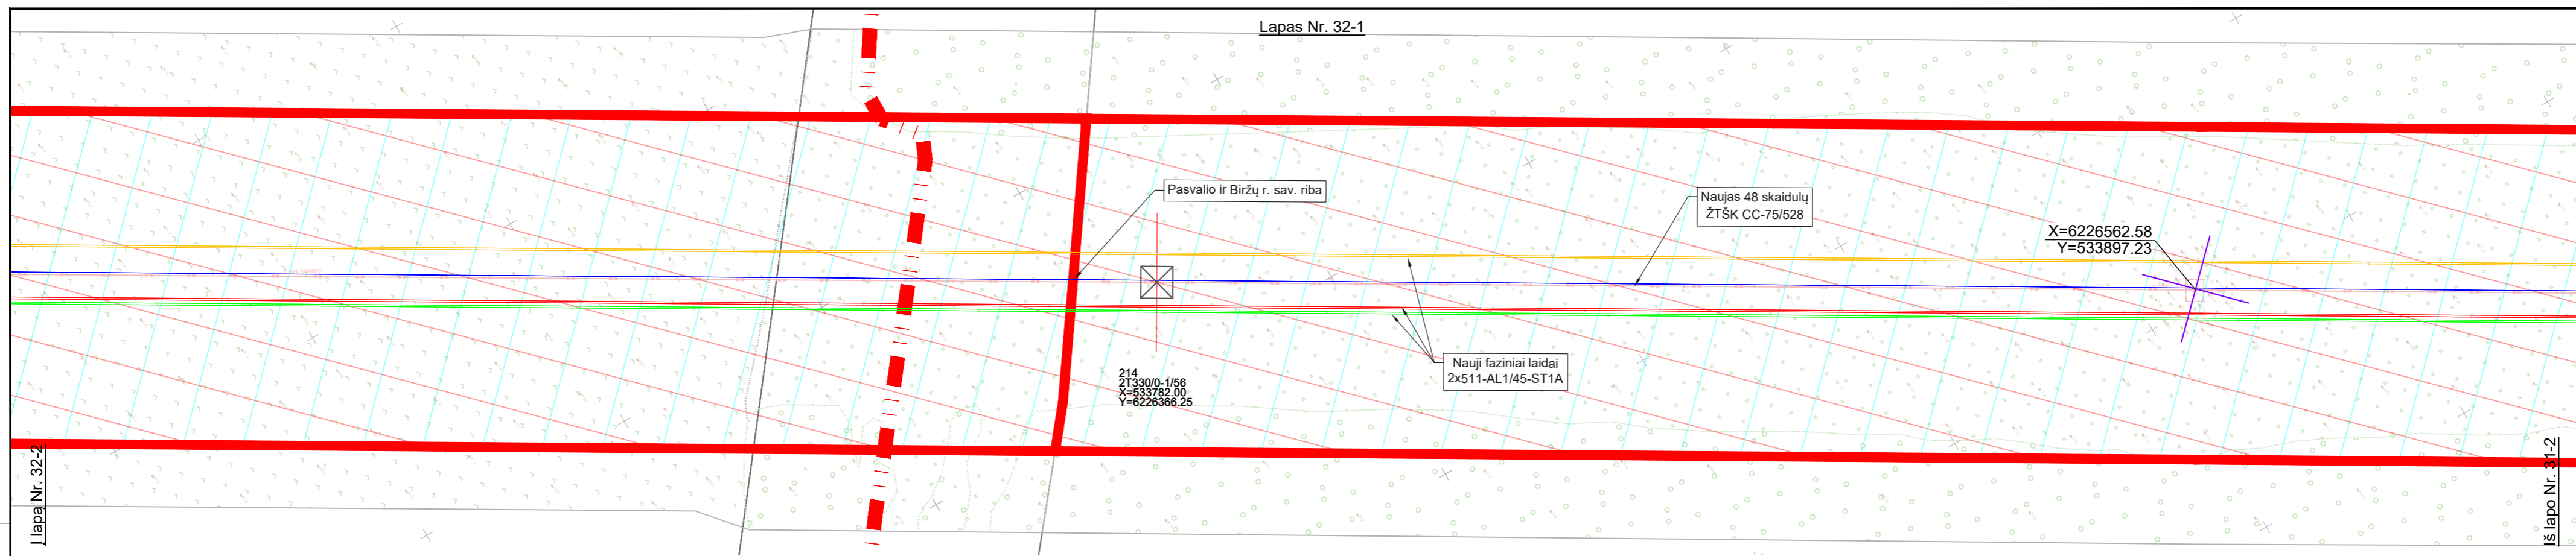 Lapas Nr. 32-1
Pasvalio ir Biržų r. sav. riba
Naujas 48 skaidulų
ŽTŠK CC-75/528
X=6226562.58
Y=533897.23
Nauji faziniai laidai
2x511-AL1/45-ST1A
214
2T330/0-1/56
X=533782.00
Y=6226366.25
Į lapą Nr. 32-2
Iš lapo Nr. 31-2